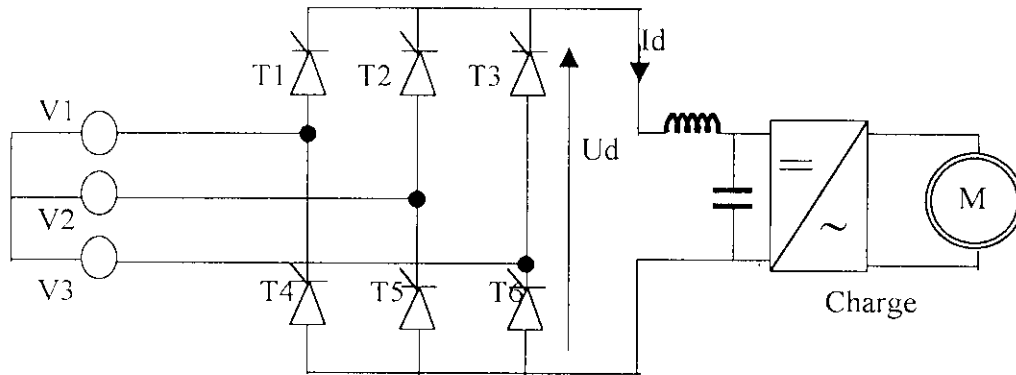 Id
T1
T2
T3
V1
Ud
=
V2
M
~
V3
T4
T5
T6
Charge